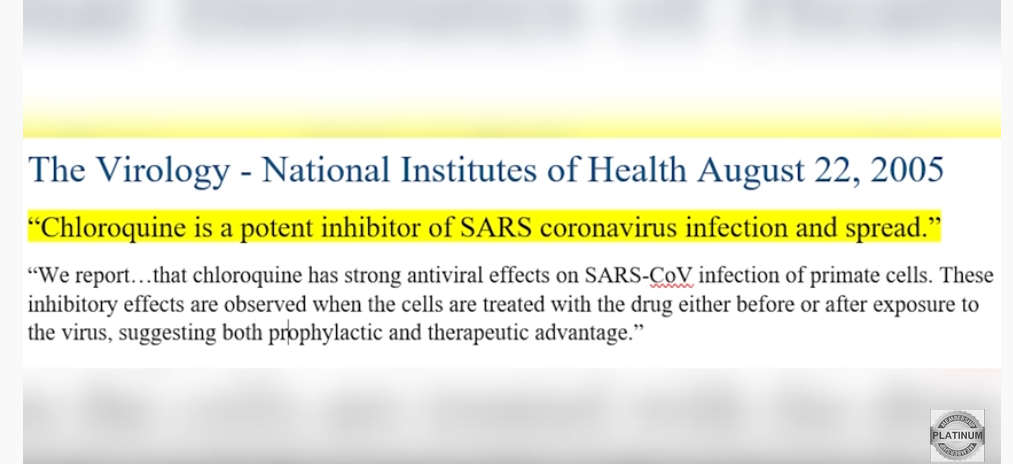 The Virology - National Institutes of Health August 22, 2005
“Chloroquine is a potent inhibitor of SARS coronavirus infection and spread.”
“We report…that chloroquine has strong antiviral effects on SARS-CoV infection of primate cells. These
inhibitory effects are observed when the cells are treated with the drug either before or after exposure to
the virus, suggesting both prophylactic and therapeutic advantage.”
PLATINUM